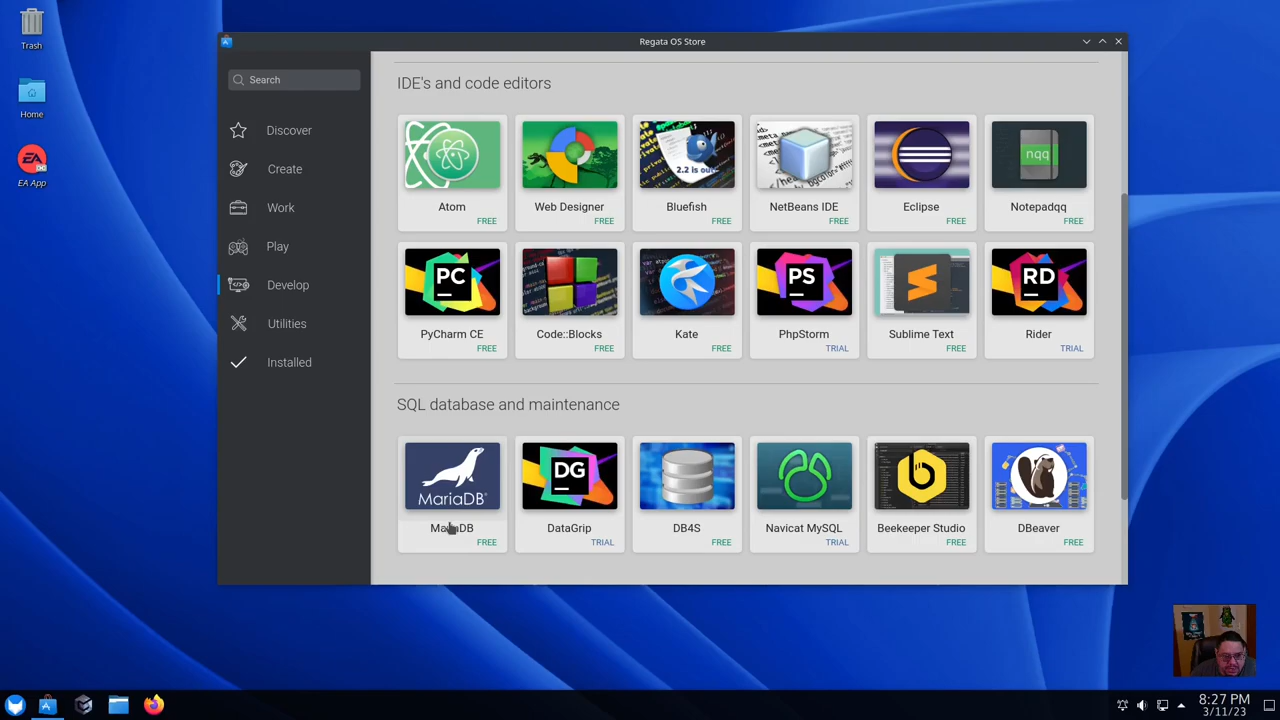 Trash
Home
EA
EA App
Regata OS Store
Search
Discover
Create
Work
Play
Develop
Utilities
Installed
IDE's and code editors
2.2 is out
nqq
Atom
FREE
Web Designer
FREE
Bluefish
FREE
NetBeans IDE
FREE
Eclipse
FREE
Notepadqq
FREE
PC
PS
RD
PyCharm CE
FREE
Code::Blocks
FREE
Kate
FREE
PhpStorm
TRIAL
Sublime Text
FREE
Rider
TRIAL
SQL database and maintenance
MariaDB
DG
MariaDB
FREE
DataGrip
TRIAL
DB4S
FREE
Navicat MySQL
TRIAL
Beekeeper Studio
FREE
DBeaver
FREE
8:27 PM
3/11/23